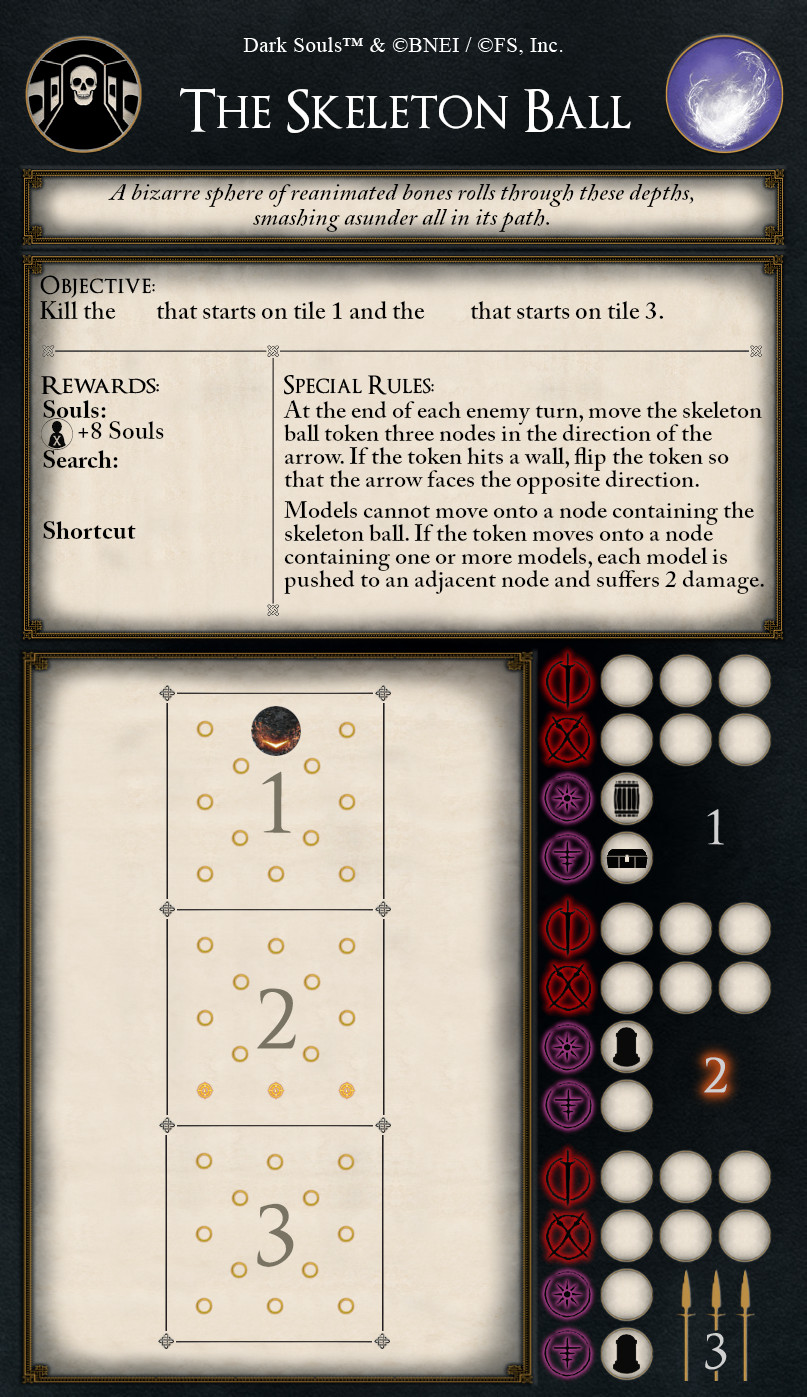 Dark Souls™ & ©BNEI / ©FS, Inc.
The Skeleton Ball
A bizarre sphere of reanimated bones rolls through these depths,
smashing asunder all in its path.
Objective:
Kill the that starts on tile 1 and the that starts on tile 3.
Rewards:
Souls:
X +8 Souls
Search:
Shortcut
Special Rules:
At the end of each enemy turn, move the skeleton
ball token three nodes in the direction of the
arrow. If the token hits a wall, flip the token so
that the arrow faces the opposite direction.
Models cannot move onto a node containing the
skeleton ball. If the token moves onto a node
containing one or more models, each model is
pushed to an adjacent node and suffers 2 damage.
1
2
3
1
2
3